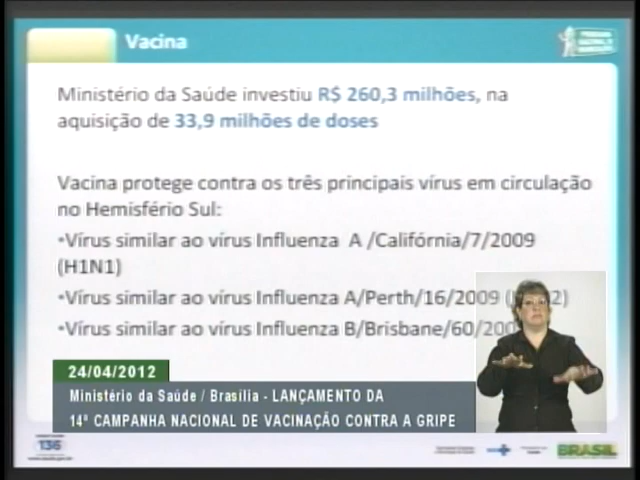 Vacina
Ministério da Saúde investiu R$ 260,3 milhões, na
aquisição de 33,9 milhões de doses
Vacina protege contra os três principais vírus em circulação
no Hemisfério Sul:
•Vírus similar ao vírus Influenza A /Califórnia/7/2009
(H1N1)
•Vírus similar ao vírus Influenza A/Perth/16/2009
•Vírus similar ao vírus Influenza B/Brisbane/60/
24/04/2012
Ministério da Saúde / Brasília - LANÇAMENTO DA
14ª CAMPANHA NACIONAL DE VACINAÇÃO CONTRA A GRIPE
136
BRASIL